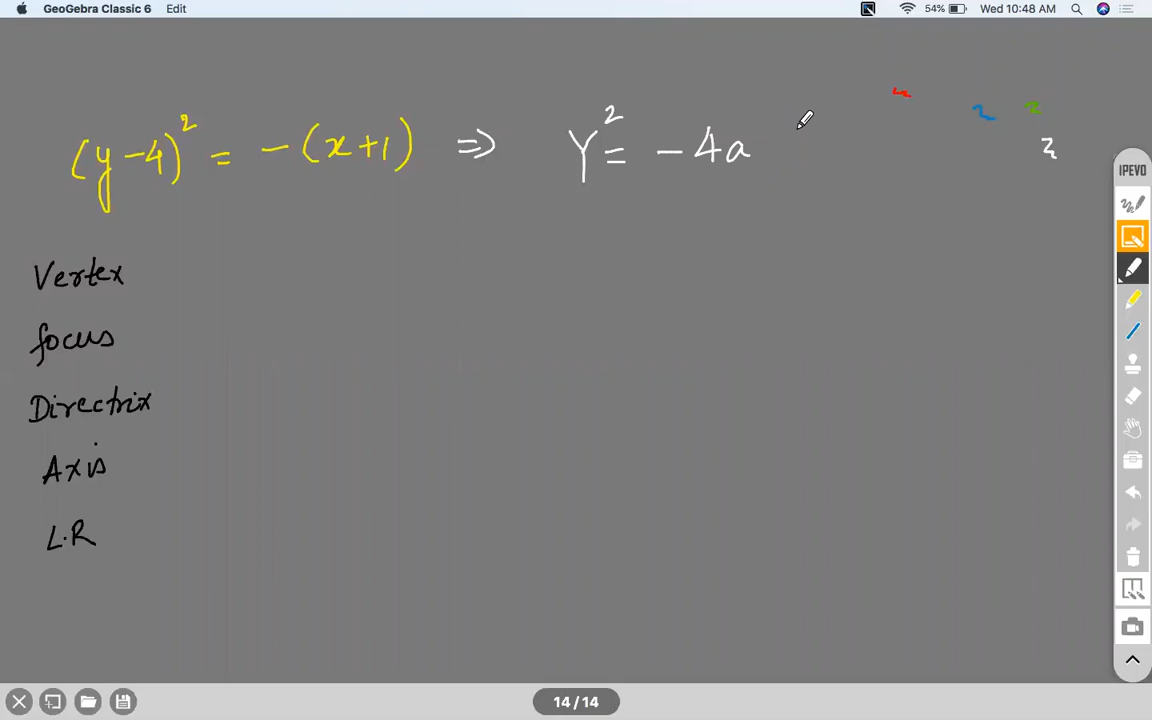 GeoGebra Classic 6 Edit 54% Wed 10:48 AM
(y-4)² = -(x+1) ⇒ Y² = -4a
IPEVO
Vertex
focus
Directrix
Axis
L.R
14 / 14